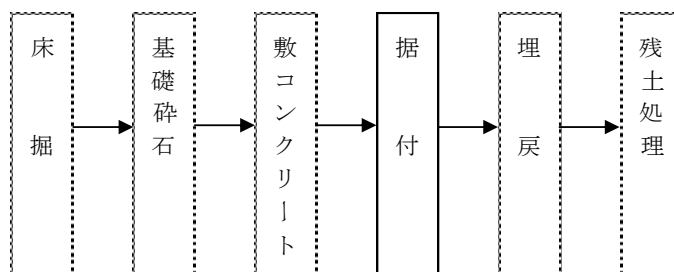 床掘
基礎砕石
敷コンクリート
据付
埋戻
残土処理